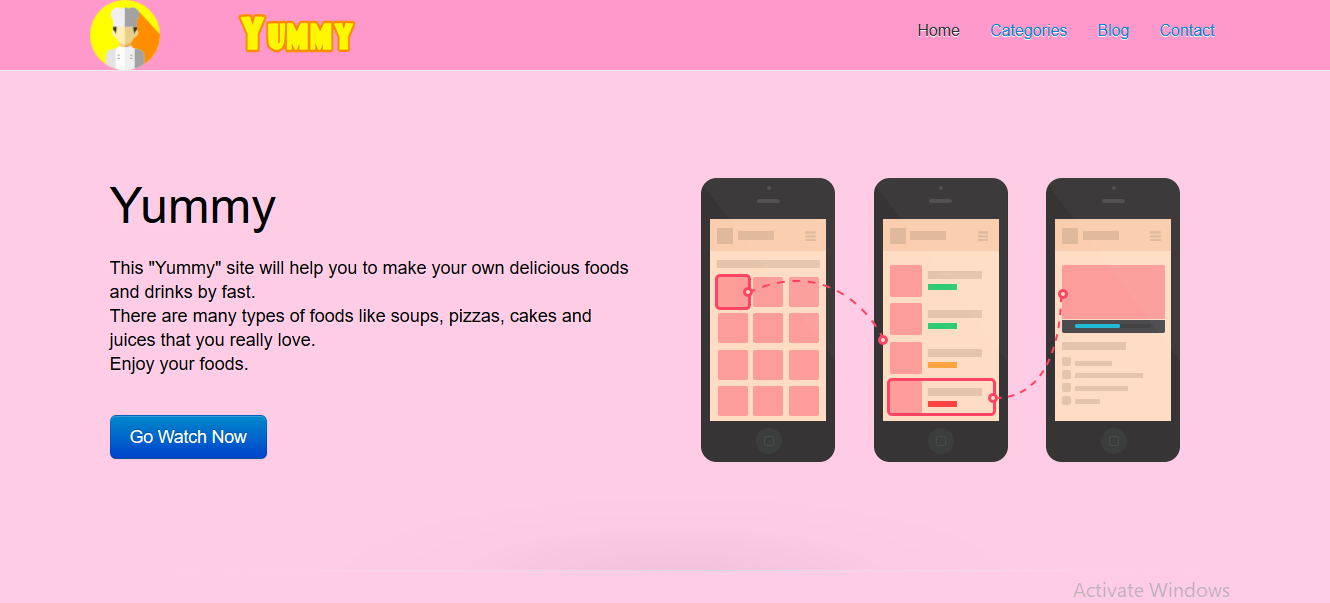 Yummy
Home Categories Blog Contact
Yummy
This "Yummy" site will help you to make your own delicious foods
and drinks by fast.
There are many types of foods like soups, pizzas, cakes and
juices that you really love.
Enjoy your foods.
Go Watch Now
Activate Windows